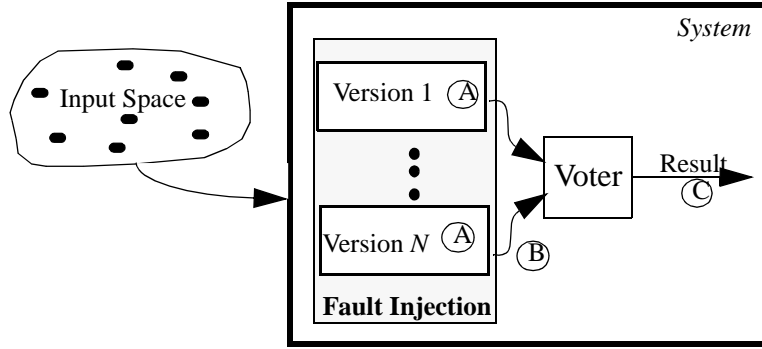 System
Input Space
Version 1 A
Voter
Result
C
Version N A
B
Fault Injection